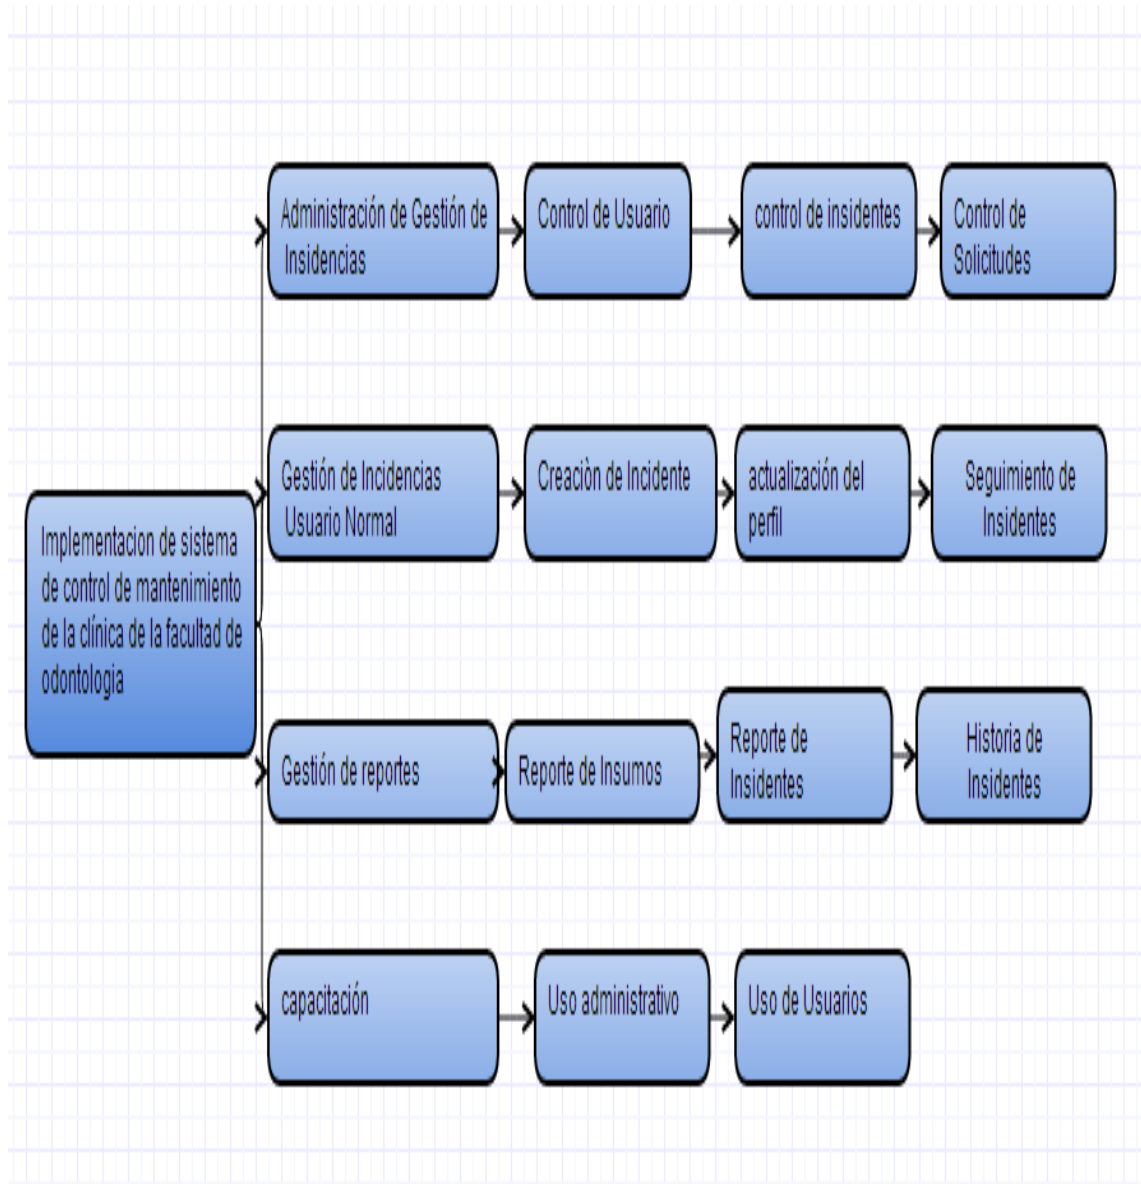 Administración de Gestión de
Insidencias
Control de Usuario
control de insidentes
Control de
Solicitudes
Gestión de Incidencias
Usuario Normal
Creaciòn de Incidente
actualización del
perfil
Seguimiento de
Insidentes
Implementacion de sistema
de control de mantenimiento
de la clínica de la facultad de
odontologia
Gestión de reportes
Reporte de Insumos
Reporte de
Insidentes
Historia de
Insidentes
capacitación
Uso administrativo
Uso de Usuarios